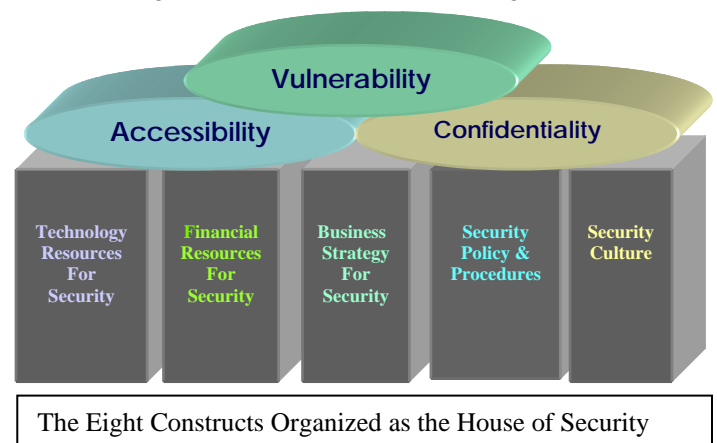 Vulnerability
Accessibility
Confidentiality
Technology
Resources
For
Security
Financial
Resources
For
Security
Business
Strategy
For
Security
Security
Policy &
Procedures
Security
Culture
The Eight Constructs Organized as the House of Security